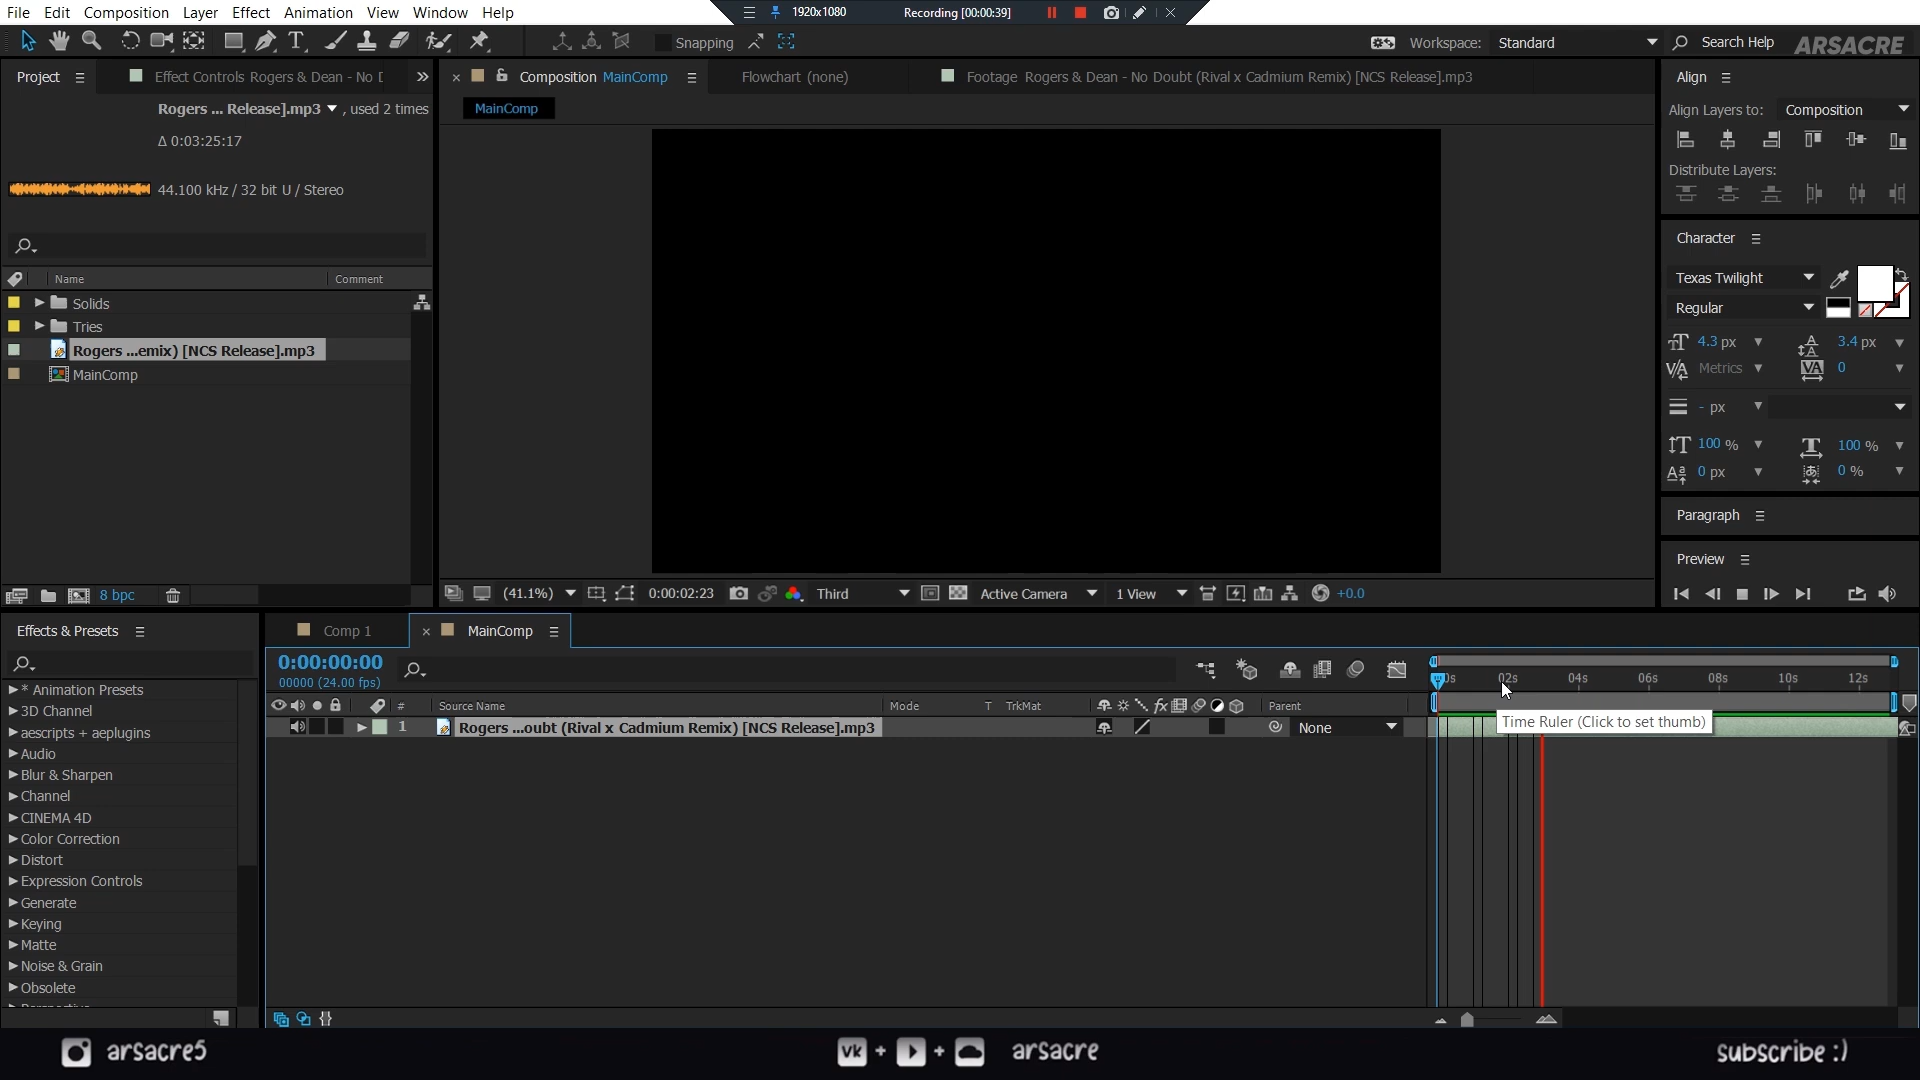 File Edit Composition Layer Effect Animation View Window Help
1920x1080 Recording [00:00:39]
Snapping
Workspace: Standard Search Help ARSACRE
Project Effect Controls Rogers & Dean - No D
Rogers ... Release].mp3 , used 2 times
Δ 0:03:25:17
44.100 kHz / 32 bit U / Stereo
Name Comment
Solids
Tries
Rogers ...emix) [NCS Release].mp3
MainComp
8 bpc
Composition MainComp Flowchart (none) Footage Rogers & Dean - No Doubt (Rival x Cadmium Remix) [NCS Release].mp3
MainComp
(41.1%) 0:00:02:23 Third Active Camera 1 View +0.0
Align
Align Layers to: Composition
Distribute Layers:
Character
Texas Twilight
Regular
4.3 px 3.4 px
Metrics 0
- px
100 % 100 %
0 px 0 %
Paragraph
Preview
Effects & Presets
* Animation Presets
3D Channel
aescripts + aeplugins
Audio
Blur & Sharpen
Channel
CINEMA 4D
Color Correction
Distort
Expression Controls
Generate
Keying
Matte
Noise & Grain
Obsolete
Comp 1 MainComp
0:00:00:00
00000 (24.00 fps)
# Source Name Mode T TrkMat Parent
1 Rogers ...oubt (Rival x Cadmium Remix) [NCS Release].mp3 None
02s 04s 06s 08s 10s 12s
Time Ruler (Click to set thumb)
arsacre5 vk + + arsacre subscribe :)